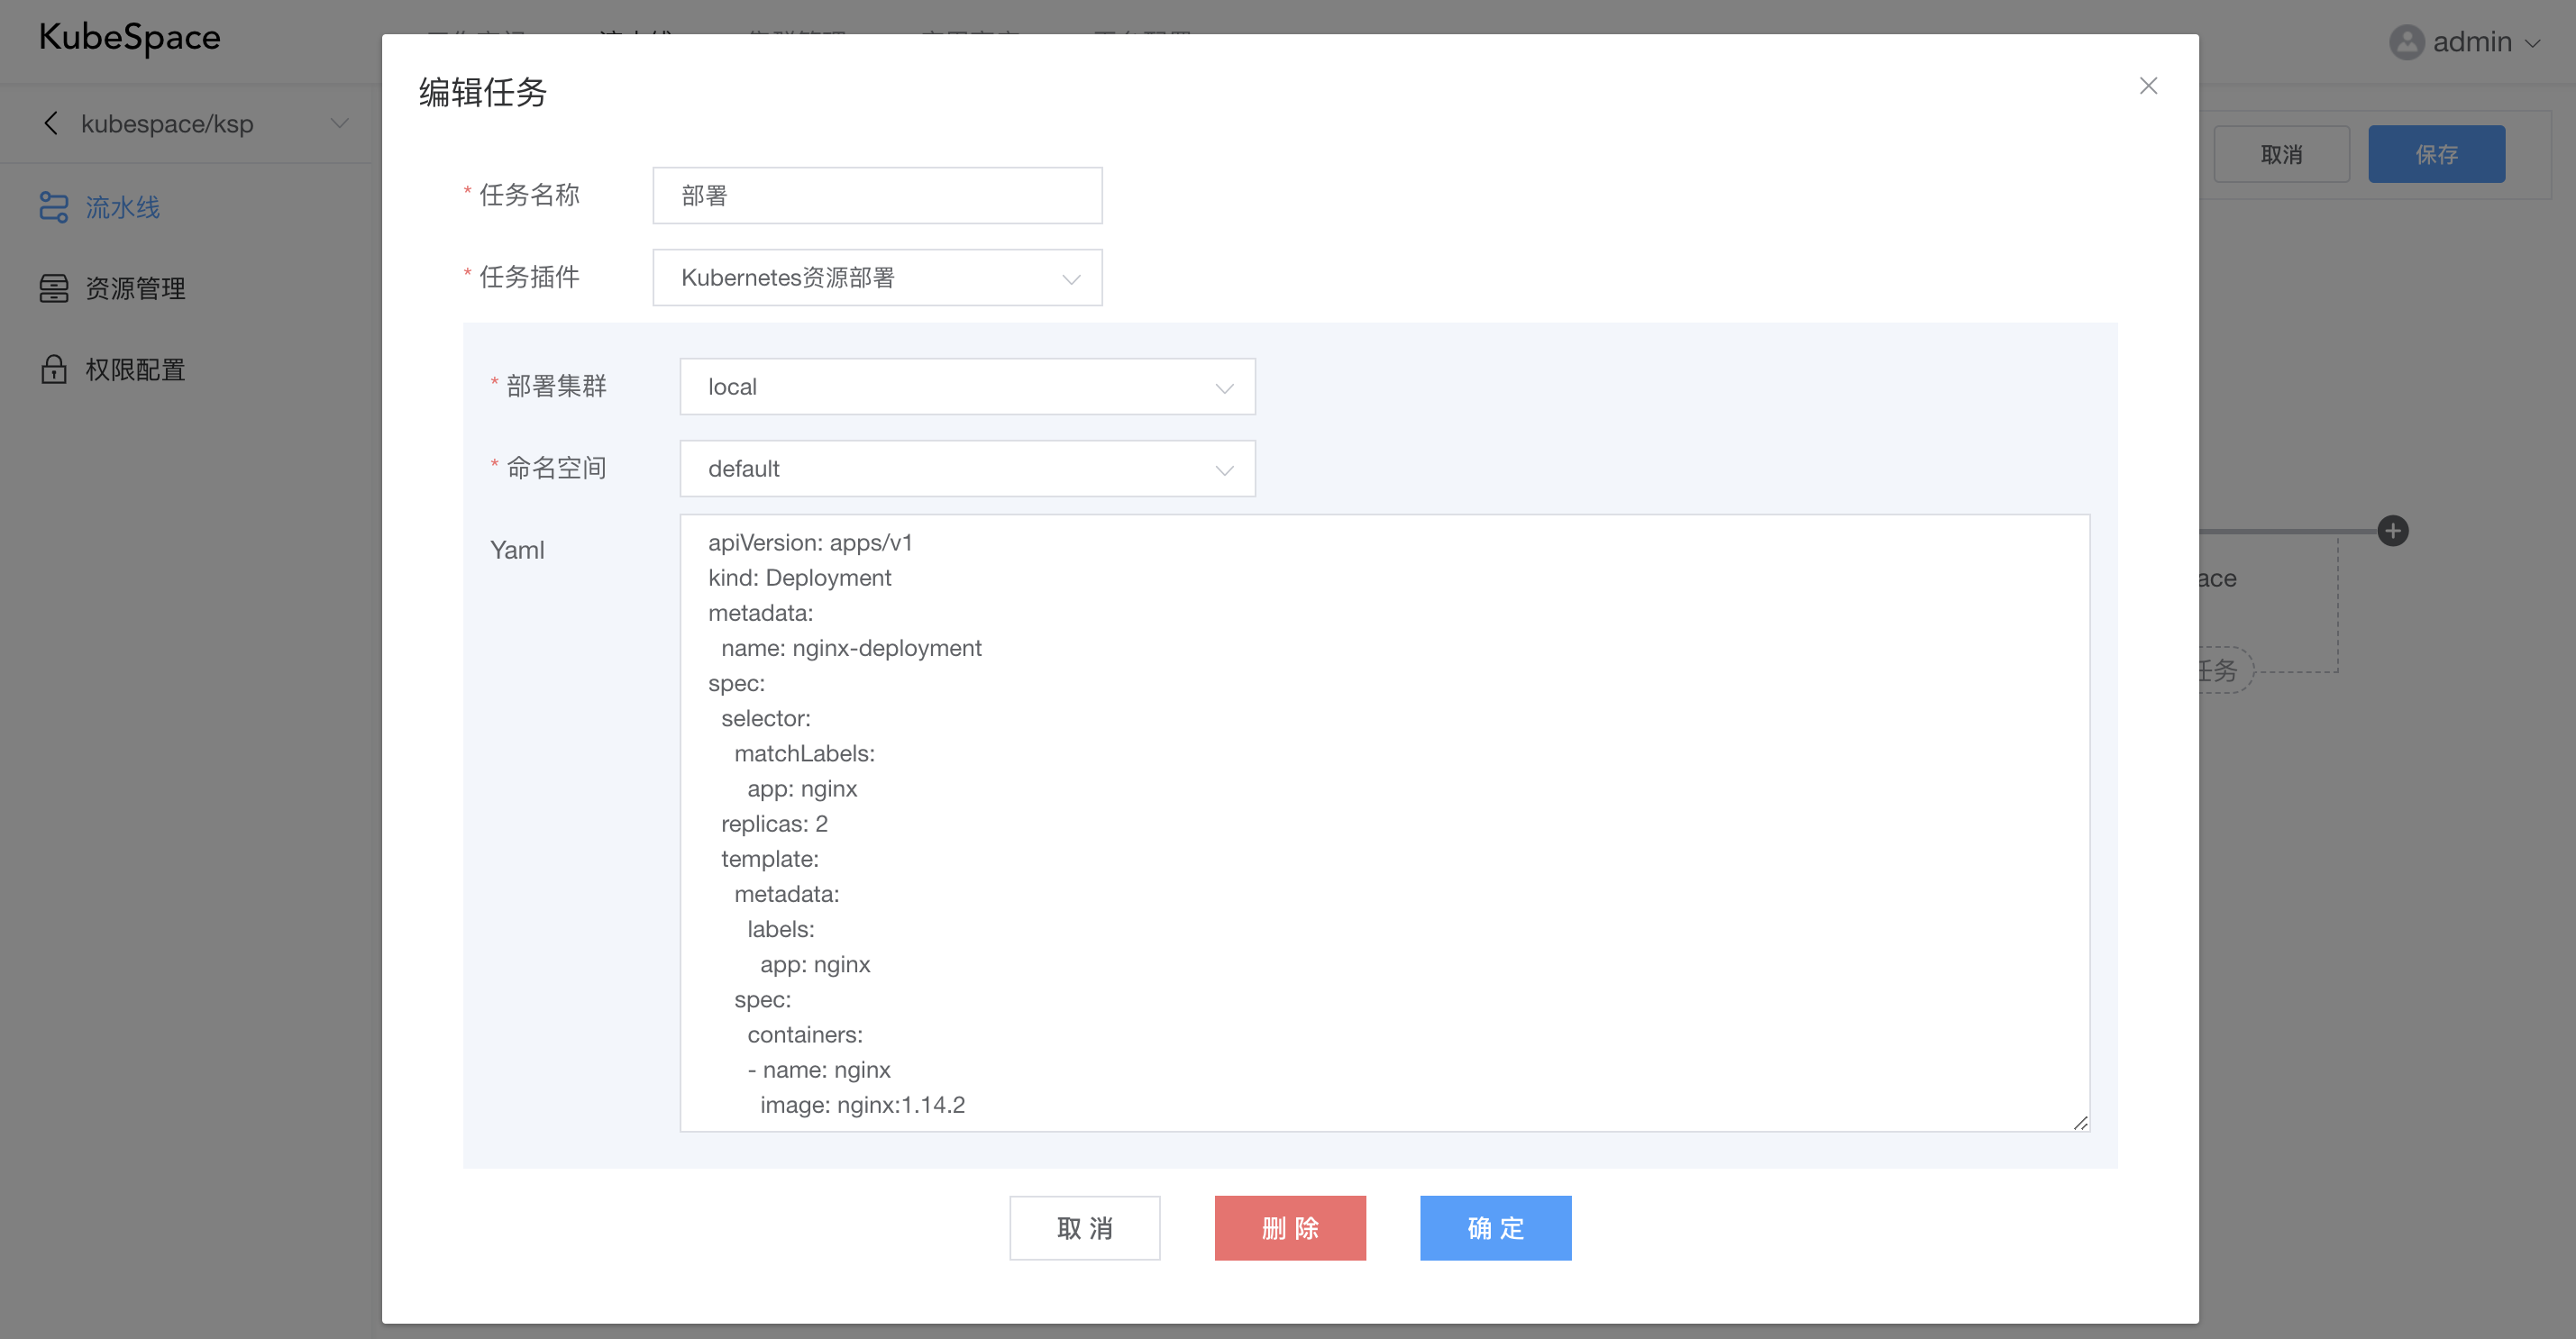 KubeSpace
admin
kubespace/ksp
流水线
资源管理
权限配置
取消
保存
编辑任务
* 任务名称
部署
* 任务插件
Kubernetes资源部署
* 部署集群
local
* 命名空间
default
Yaml
apiVersion: apps/v1
kind: Deployment
metadata:
  name: nginx-deployment
spec:
  selector:
    matchLabels:
      app: nginx
  replicas: 2
  template:
    metadata:
      labels:
        app: nginx
    spec:
      containers:
      - name: nginx
        image: nginx:1.14.2
ace
任务
取 消
删 除
确 定